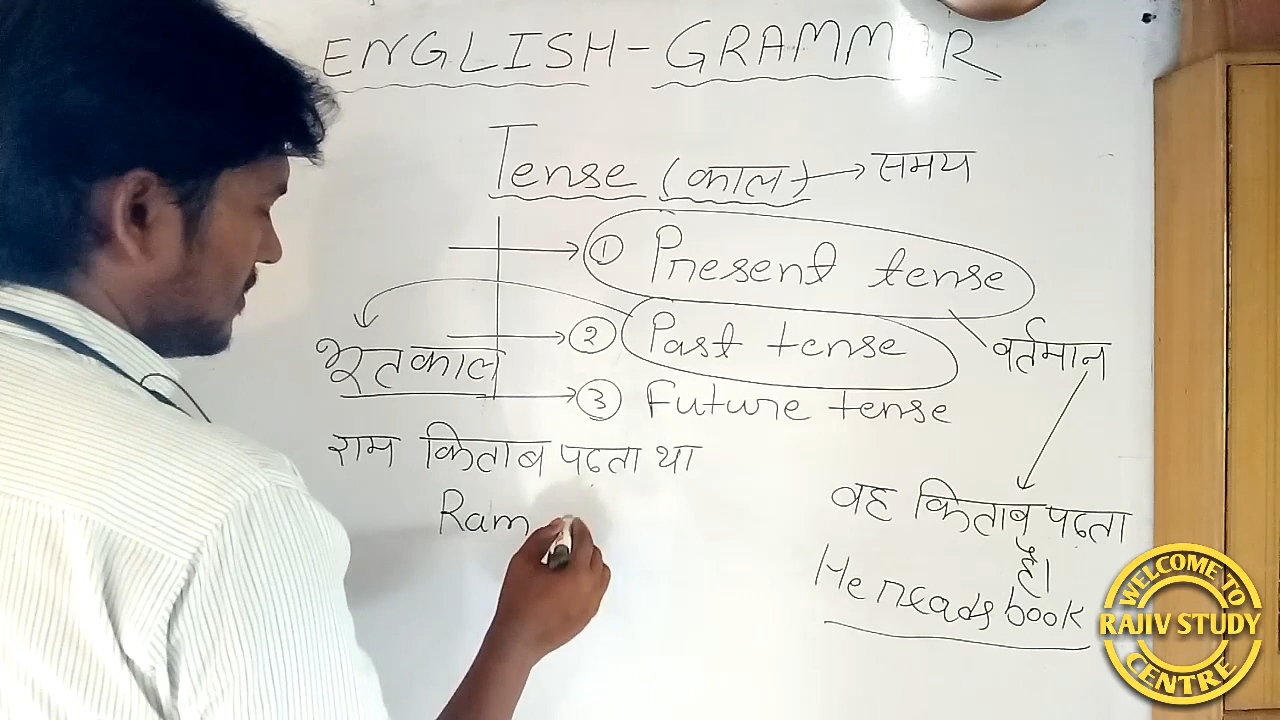 ENGLISH-GRAMMAR
Tense (काल) → समय
① Present tense
② Past tense
वर्तमान
भूतकाल
③ Future tense
राम किताब पढ़ता था
Ram
वह किताब पढ़ता
है।
He reads book
WELCOME TO
RAJIV STUDY
CENTRE